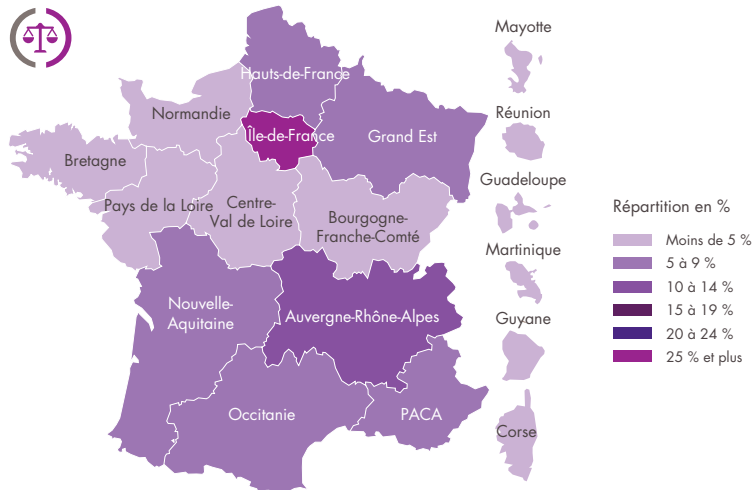 Mayotte
Hauts-de-France
Normandie
Île-de-France
Grand Est
Réunion
Bretagne
Guadeloupe
Pays de la Loire
Centre-
Val de Loire
Bourgogne-
Franche-Comté
Martinique
Nouvelle-
Aquitaine
Auvergne-Rhône-Alpes
Guyane
Occitanie
PACA
Corse
Répartition en %
Moins de 5 %
5 à 9 %
10 à 14 %
15 à 19 %
20 à 24 %
25 % et plus